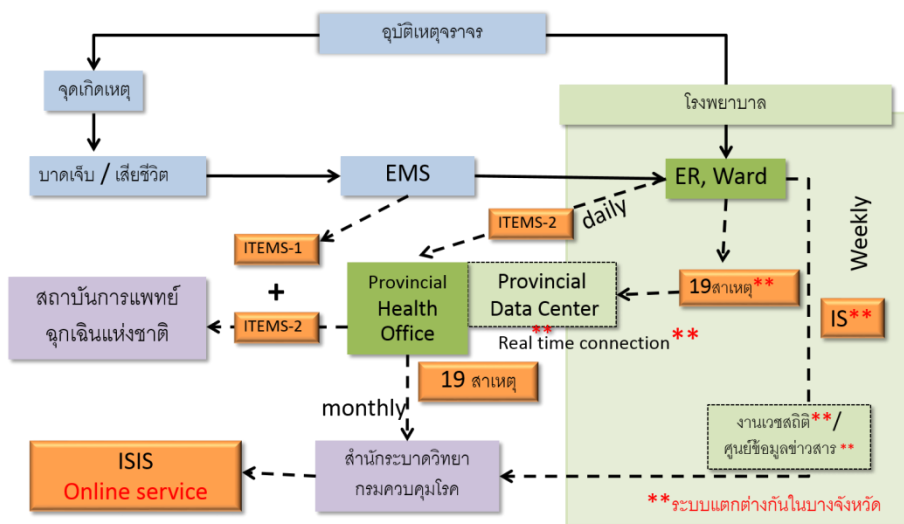 อุบัติเหตุจราจร
จุดเกิดเหตุ
โรงพยาบาล
บาดเจ็บ / เสียชีวิต
EMS
ER, Ward
ITEMS-2
daily
Weekly
ITEMS-1
+
สถาบันการแพทย์
ฉุกเฉินแห่งชาติ
ITEMS-2
Provincial
Health
Office
Provincial
Data Center
**
Real time connection**
19สาเหตุ**
IS**
19 สาเหตุ
monthly
งานเวชสถิติ**/
ศูนย์ข้อมูลข่าวสาร **
ISIS
Online service
สำนักระบาดวิทยา
กรมควบคุมโรค
**ระบบแตกต่างกันในบางจังหวัด